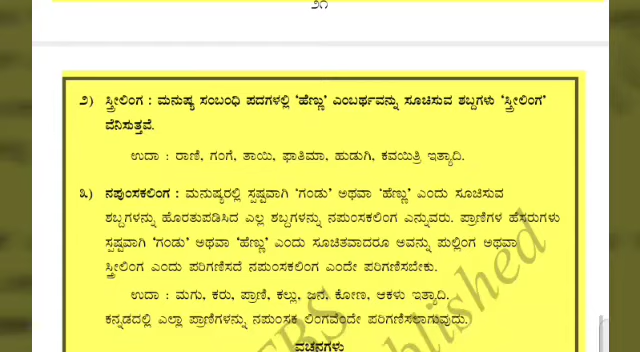 ೨೧
೨) ಸ್ತ್ರೀಲಿಂಗ : ಮನುಷ್ಯ ಸಂಬಂಧಿ ಪದಗಳಲ್ಲಿ 'ಹೆಣ್ಣು' ಎಂಬರ್ಥವನ್ನು ಸೂಚಿಸುವ ಶಬ್ದಗಳು 'ಸ್ತ್ರೀಲಿಂಗ'
ವೆನಿಸುತ್ತವೆ.
ಉದಾ : ರಾಣಿ, ಗಂಗೆ, ತಾಯಿ, ಫಾತಿಮಾ, ಹುಡುಗಿ, ಕವಯಿತ್ರಿ ಇತ್ಯಾದಿ.
೩) ನಪುಂಸಕಲಿಂಗ : ಮನುಷ್ಯರಲ್ಲಿ ಸ್ಪಷ್ಟವಾಗಿ 'ಗಂಡು' ಅಥವಾ 'ಹೆಣ್ಣು' ಎಂದು ಸೂಚಿಸುವ
ಶಬ್ದಗಳನ್ನು ಹೊರತುಪಡಿಸಿದ ಎಲ್ಲ ಶಬ್ದಗಳನ್ನು ನಪುಂಸಕಲಿಂಗ ಎನ್ನುವರು. ಪ್ರಾಣಿಗಳ ಹೆಸರುಗಳು
ಸ್ಪಷ್ಟವಾಗಿ 'ಗಂಡು' ಅಥವಾ 'ಹೆಣ್ಣು' ಎಂದು ಸೂಚಿತವಾದರೂ ಅವನ್ನು ಪುಲ್ಲಿಂಗ ಅಥವಾ
ಸ್ತ್ರೀಲಿಂಗ ಎಂದು ಪರಿಗಣಿಸದೆ ನಪುಂಸಕಲಿಂಗ ಎಂದೇ ಪರಿಗಣಿಸಬೇಕು.
ಉದಾ : ಮಗು, ಕರು, ಪ್ರಾಣಿ, ಕಲ್ಲು, ಜನ, ಕೋಣ, ಆಕಳು ಇತ್ಯಾದಿ.
ಕನ್ನಡದಲ್ಲಿ ಎಲ್ಲಾ ಪ್ರಾಣಿಗಳನ್ನು ನಪುಂಸಕ ಲಿಂಗವೆಂದೇ ಪರಿಗಣಿಸಲಾಗುವುದು.
ವಚನಗಳು